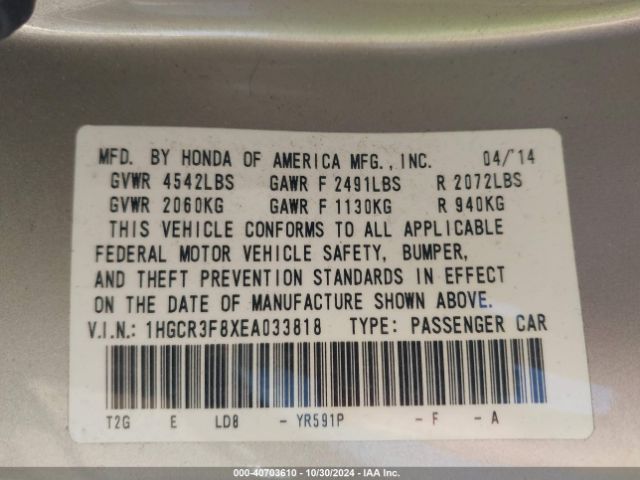 MFD. BY HONDA OF AMERICA MFG., INC. 04/'14
GVWR 4542LBS GAWR F 2491LBS R 2072LBS
GVWR 2060KG GAWR F 1130KG R 940KG
THIS VEHICLE CONFORMS TO ALL APPLICABLE
FEDERAL MOTOR VEHICLE SAFETY, BUMPER,
AND THEFT PREVENTION STANDARDS IN EFFECT
ON THE DATE OF MANUFACTURE SHOWN ABOVE.
V.I.N.: 1HGCR3F8XEA033818 TYPE: PASSENGER CAR
T2G E LD8 - YR591P - F - A
000-40703610 - 10/30/2024 - IAA Inc.